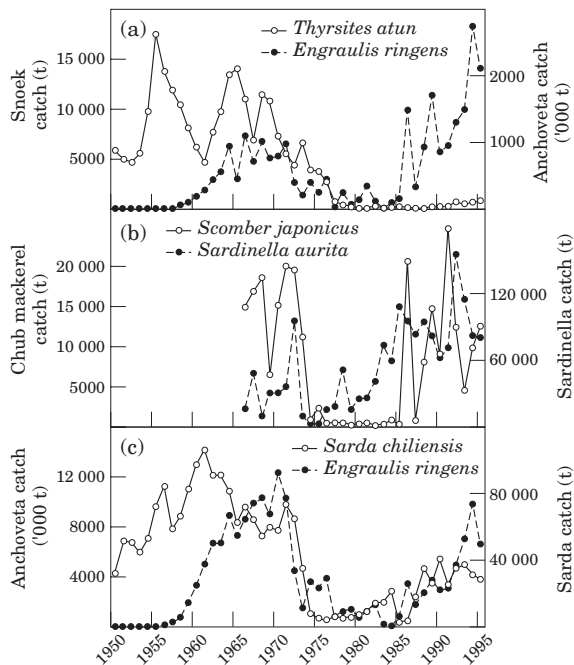 (a)
Thyrsites atun
Engraulis ringens
Snoek
catch (t)
15 000
10 000
5000
2000
1000
Anchoveta catch
('000 t)
(b)
Scomber japonicus
Sardinella aurita
Chub mackerel
catch (t)
20 000
15 000
10 000
5000
120 000
60 000
Sardinella catch (t)
(c)
Sarda chiliensis
Engraulis ringens
Anchoveta catch
('000 t)
12 000
8000
4000
80 000
40 000
Sarda catch (t)
1950 1955 1960 1965 1970 1975 1980 1985 1990 1995